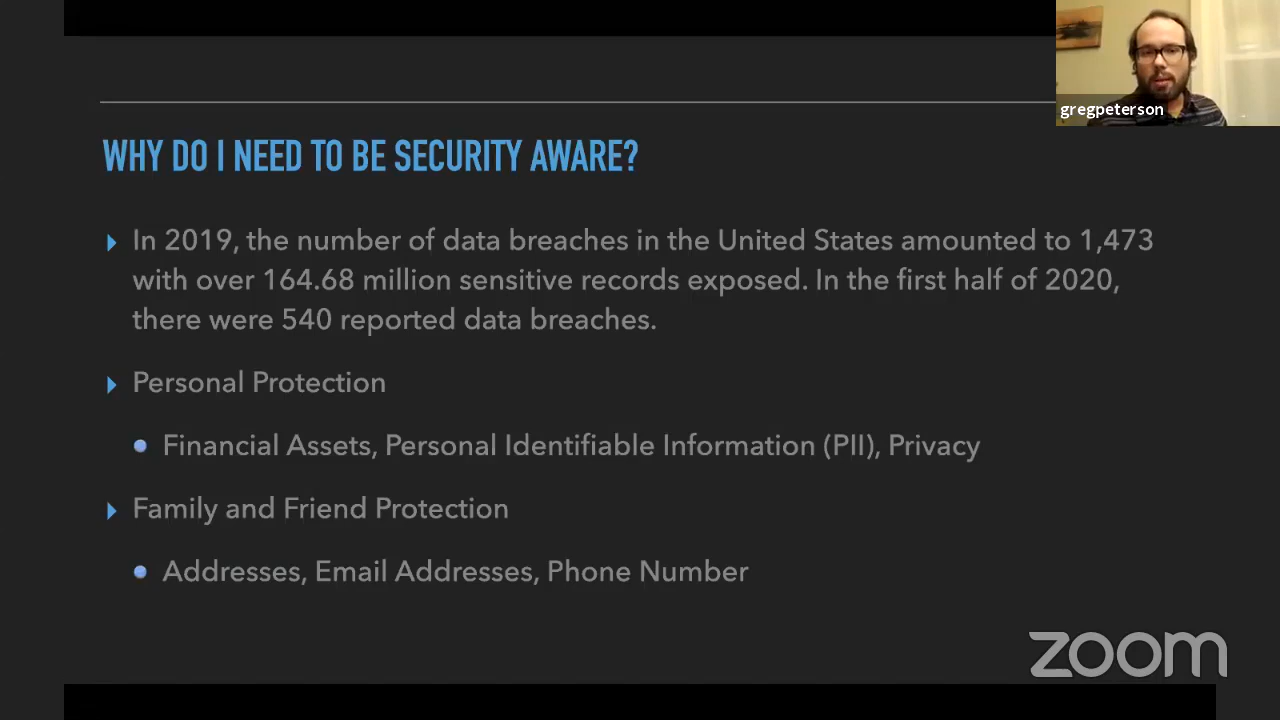 gregpeterson
WHY DO I NEED TO BE SECURITY AWARE?
In 2019, the number of data breaches in the United States amounted to 1,473
with over 164.68 million sensitive records exposed. In the first half of 2020,
there were 540 reported data breaches.
Personal Protection
Financial Assets, Personal Identifiable Information (PII), Privacy
Family and Friend Protection
Addresses, Email Addresses, Phone Number
zoom